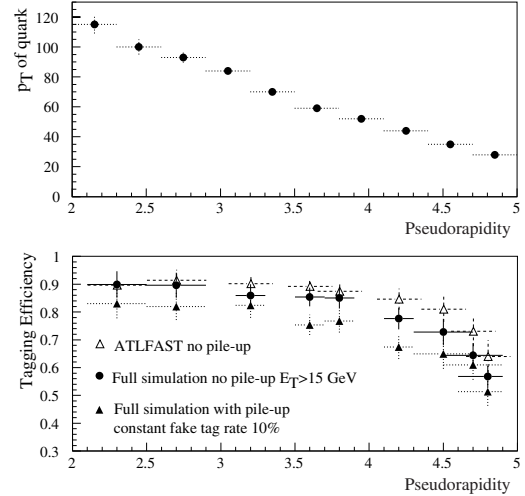 pT of quark
120
100
80
60
40
20
0
2 2.5 3 3.5 4 4.5 5
Pseudorapidity
Tagging Efficiency
1
0.9
0.8
0.7
0.6
0.5
0.4
0.3
ATLFAST no pile-up
Full simulation no pile-up ET>15 GeV
Full simulation with pile-up
constant fake tag rate 10%
2 2.5 3 3.5 4 4.5 5
Pseudorapidity